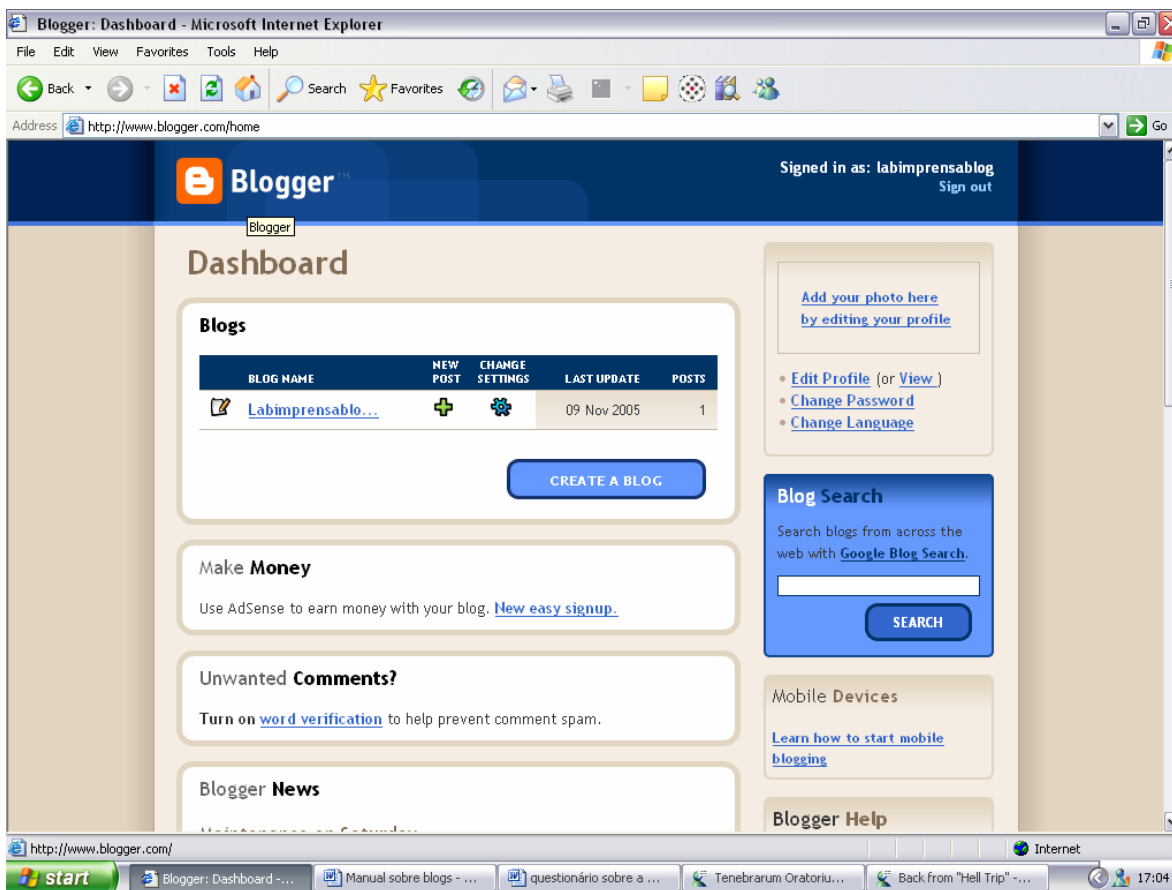 Blogger: Dashboard - Microsoft Internet Explorer
File Edit View Favorites Tools Help
Back Search Favorites
Address http://www.blogger.com/home Go
Blogger™
Signed in as: labimprensablog
Sign out
Blogger
Dashboard
Blogs
BLOG NAME NEW POST CHANGE SETTINGS LAST UPDATE POSTS
Labimprensablo... 09 Nov 2005 1
CREATE A BLOG
Make Money
Use AdSense to earn money with your blog. New easy signup.
Unwanted Comments?
Turn on word verification to help prevent comment spam.
Blogger News
Maintenance on Saturday
Add your photo here
by editing your profile
Edit Profile (or View )
Change Password
Change Language
Blog Search
Search blogs from across the
web with Google Blog Search.
SEARCH
Mobile Devices
Learn how to start mobile
blogging
Blogger Help
http://www.blogger.com/ Internet
start Blogger: Dashboard -... Manual sobre blogs - ... questionário sobre a ... Tenebrarum Oratoriu... Back from "Hell Trip" -... 17:04